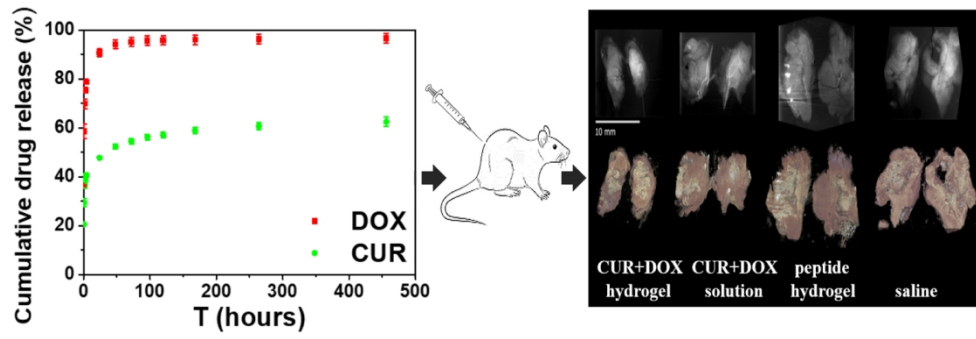 Cumulative drug release (%)
100
80
60
40
20
0
DOX
CUR
0
100
200
300
400
500
T (hours)
10 mm
CUR+DOX
hydrogel
CUR+DOX
solution
peptide
hydrogel
saline